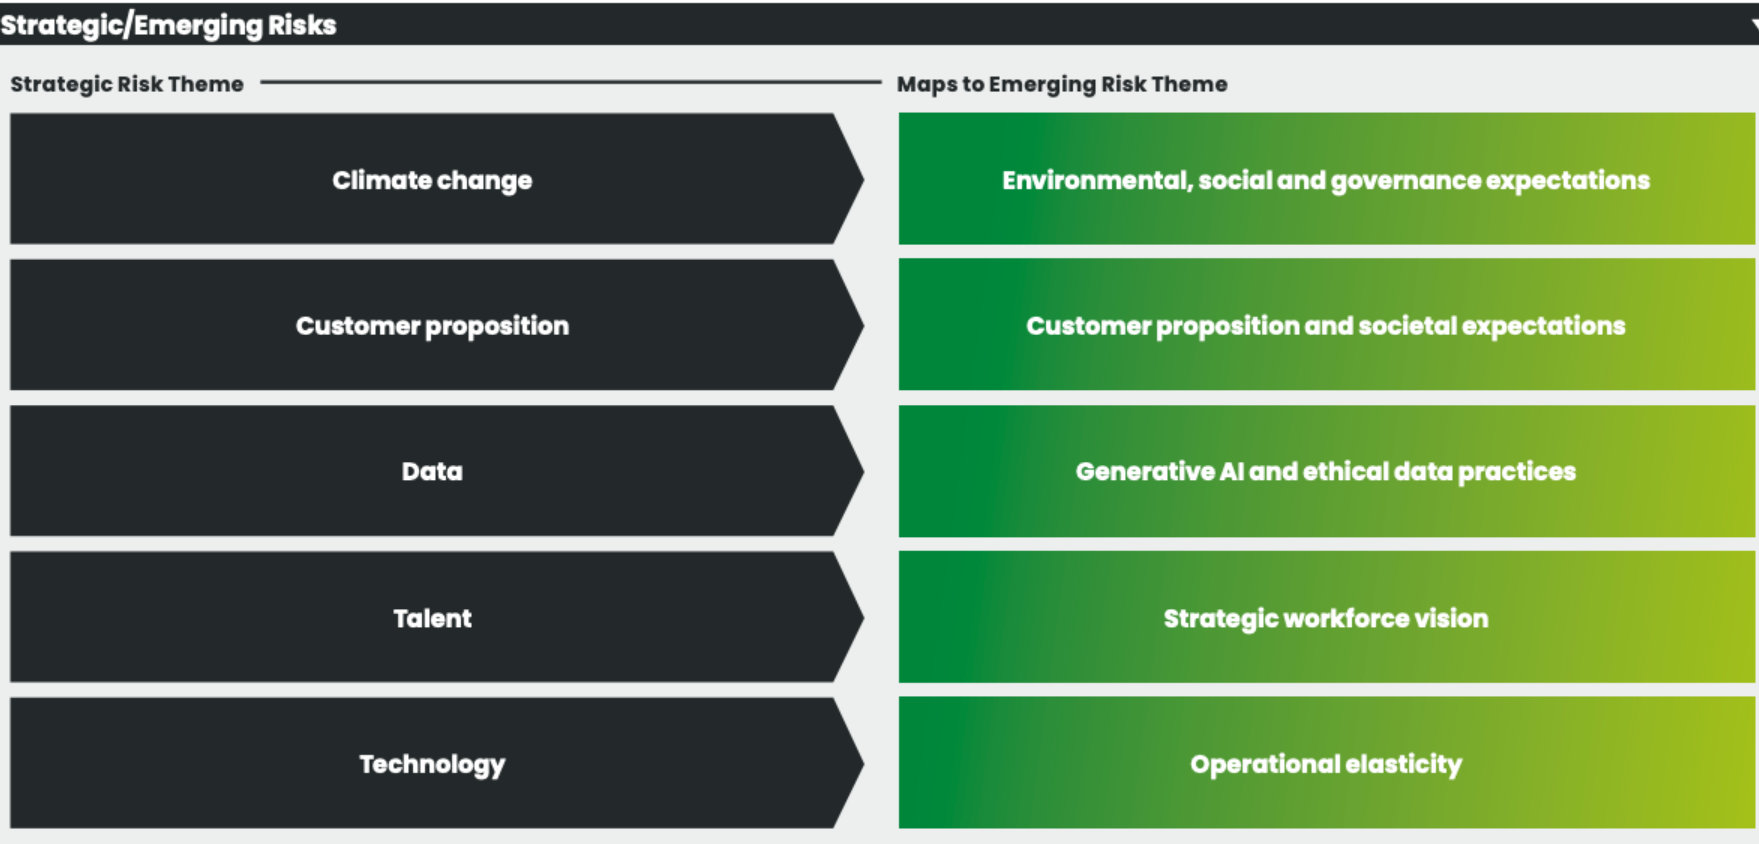 Strategic/Emerging Risks
Strategic Risk Theme
Maps to Emerging Risk Theme
Climate change
Environmental, social and governance expectations
Customer proposition
Customer proposition and societal expectations
Data
Generative AI and ethical data practices
Talent
Strategic workforce vision
Technology
Operational elasticity